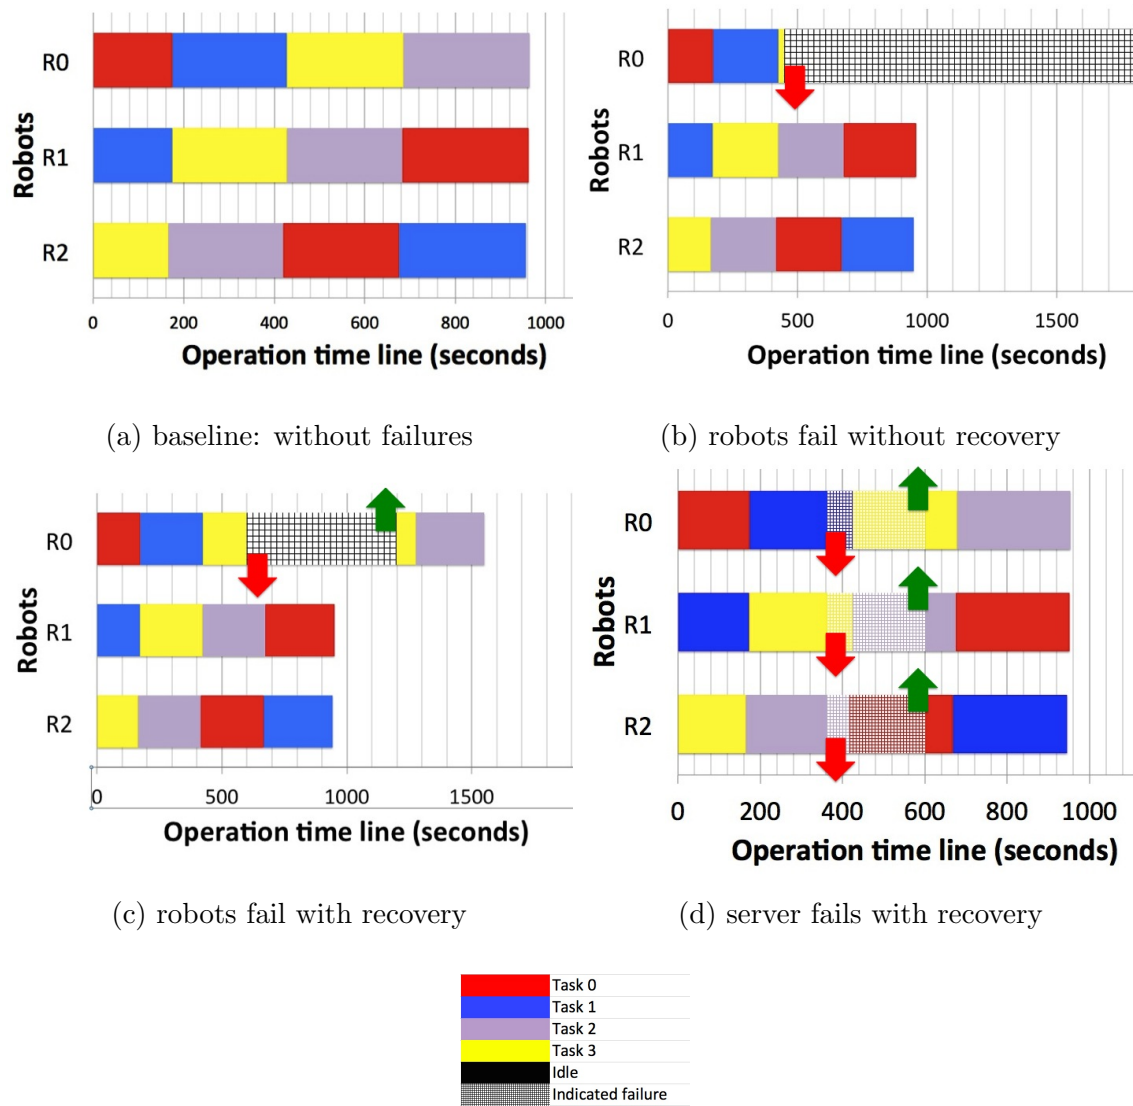 R0
R1
R2
Robots
0 200 400 600 800 1000
Operation time line (seconds)
(a) baseline: without failures
R0
R1
R2
Robots
0 500 1000 1500
Operation time line (seconds)
(b) robots fail without recovery
R0
R1
R2
Robots
0 500 1000 1500
Operation time line (seconds)
(c) robots fail with recovery
R0
R1
R2
Robots
0 200 400 600 800 1000
Operation time line (seconds)
(d) server fails with recovery
Task 0
Task 1
Task 2
Task 3
Idle
Indicated failure